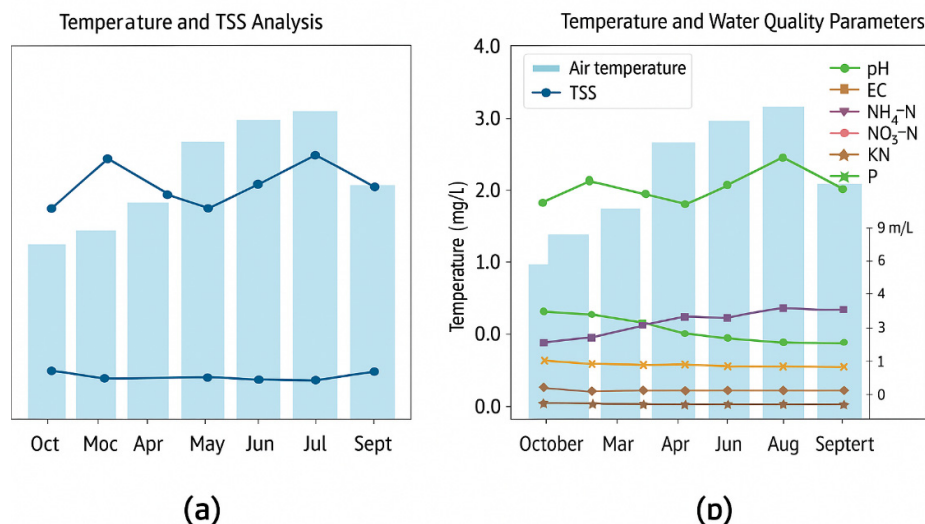 Temperature and TSS Analysis
Oct Moc Apr May Jun Jul Sept
(a)
Temperature and Water Quality Parameters
Temperature (mg/L)
4.0
3.0
2.0
1.0
0.0
0.0
Air temperature
TSS
pH
EC
NH₄–N
NO₃–N
KN
P
9 m/L
6
4
3
1
0
October Mar Apr Jun Aug Septert
(b)